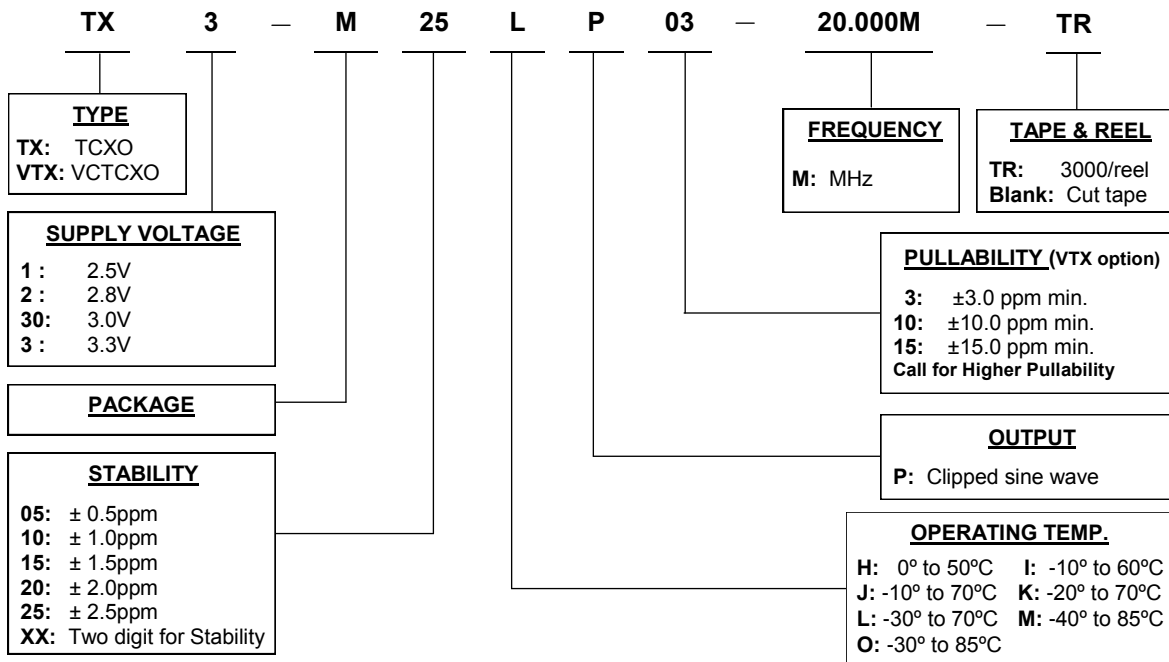 TX 3 — M 25 L P 03 — 20.000M — TR
TYPE
TX: TCXO
VTX: VCTCXO
SUPPLY VOLTAGE
1 : 2.5V
2 : 2.8V
30: 3.0V
3 : 3.3V
PACKAGE
STABILITY
05: ± 0.5ppm
10: ± 1.0ppm
15: ± 1.5ppm
20: ± 2.0ppm
25: ± 2.5ppm
XX: Two digit for Stability
FREQUENCY
M: MHz
TAPE & REEL
TR: 3000/reel
Blank: Cut tape
PULLABILITY (VTX option)
3: ±3.0 ppm min.
10: ±10.0 ppm min.
15: ±15.0 ppm min.
Call for Higher Pullability
OUTPUT
P: Clipped sine wave
OPERATING TEMP.
H: 0º to 50ºC I: -10º to 60ºC
J: -10º to 70ºC K: -20º to 70ºC
L: -30º to 70ºC M: -40º to 85ºC
O: -30º to 85ºC